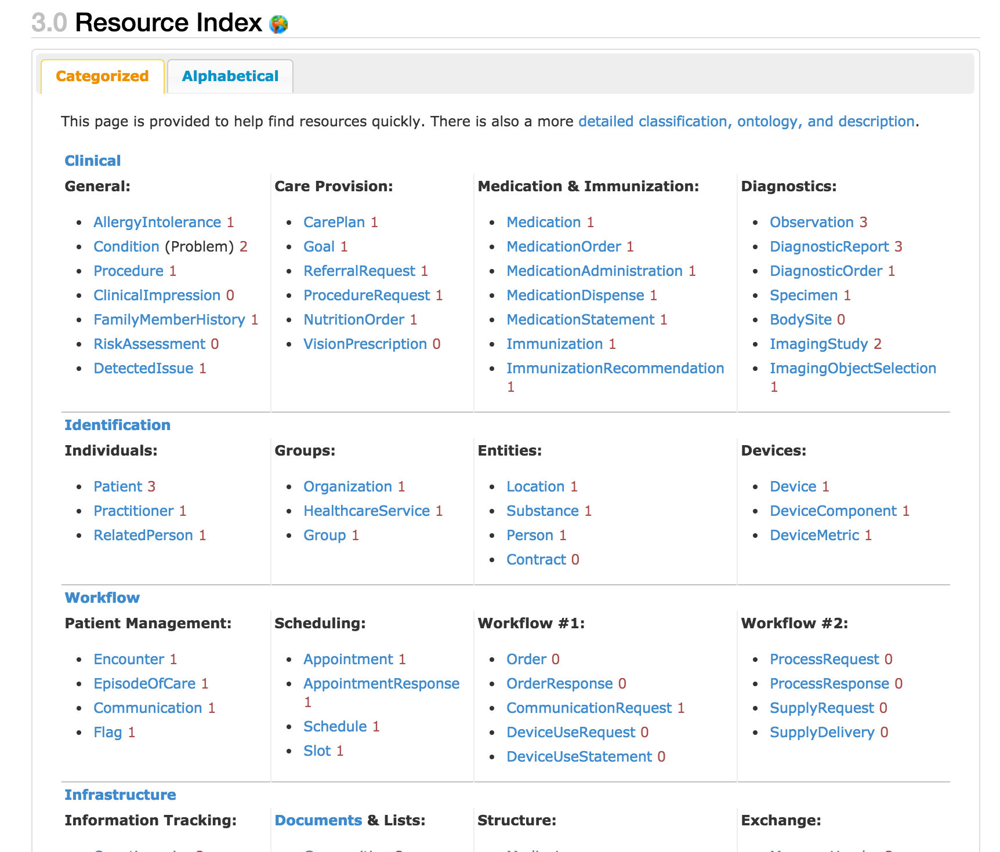 3.0 Resource Index
Categorized
Alphabetical
This page is provided to help find resources quickly. There is also a more detailed classification, ontology, and description.
Clinical
General:
AllergyIntolerance 1
Condition (Problem) 2
Procedure 1
ClinicalImpression 0
FamilyMemberHistory 1
RiskAssessment 0
DetectedIssue 1
Care Provision:
CarePlan 1
Goal 1
ReferralRequest 1
ProcedureRequest 1
NutritionOrder 1
VisionPrescription 0
Medication & Immunization:
Medication 1
MedicationOrder 1
MedicationAdministration 1
MedicationDispense 1
MedicationStatement 1
Immunization 1
ImmunizationRecommendation
1
Diagnostics:
Observation 3
DiagnosticReport 3
DiagnosticOrder 1
Specimen 1
BodySite 0
ImagingStudy 2
ImagingObjectSelection
1
Identification
Individuals:
Patient 3
Practitioner 1
RelatedPerson 1
Groups:
Organization 1
HealthcareService 1
Group 1
Entities:
Location 1
Substance 1
Person 1
Contract 0
Devices:
Device 1
DeviceComponent 1
DeviceMetric 1
Workflow
Patient Management:
Encounter 1
EpisodeOfCare 1
Communication 1
Flag 1
Scheduling:
Appointment 1
AppointmentResponse
1
Schedule 1
Slot 1
Workflow #1:
Order 0
OrderResponse 0
CommunicationRequest 1
DeviceUseRequest 0
DeviceUseStatement 0
Workflow #2:
ProcessRequest 0
ProcessResponse 0
SupplyRequest 0
SupplyDelivery 0
Infrastructure
Information Tracking:
Documents & Lists:
Structure:
Exchange: